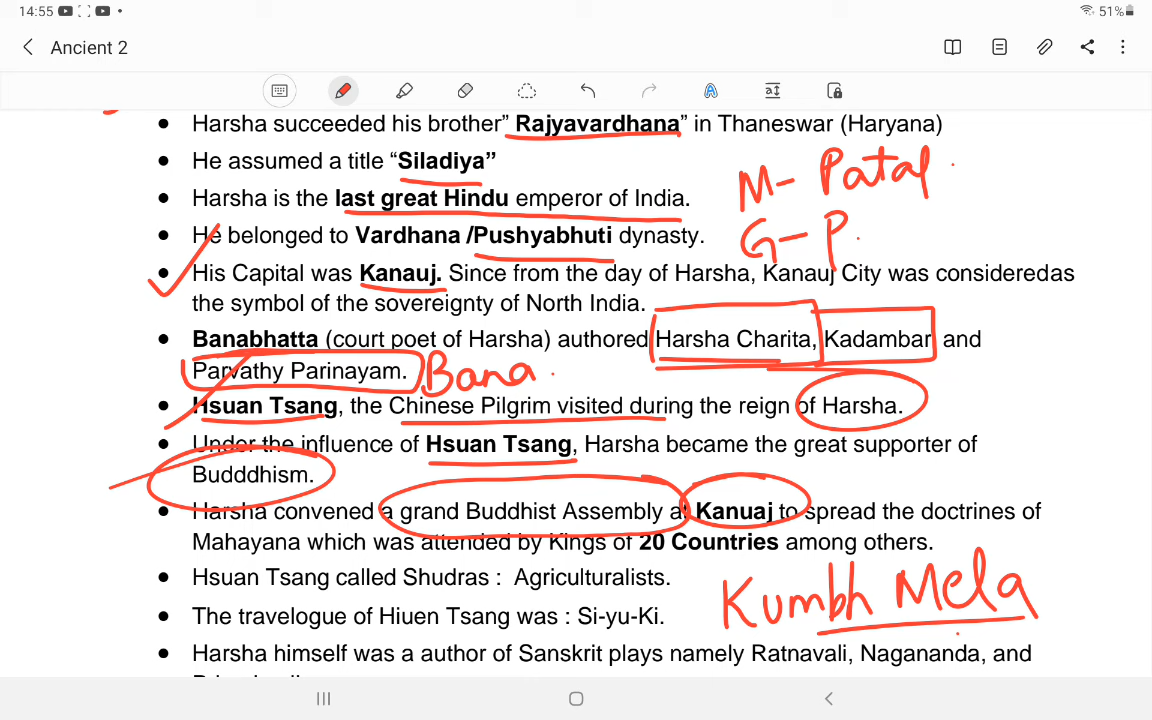 14:55
51%
Ancient 2
Harsha succeeded his brother” Rajyavardhana” in Thaneswar (Haryana)
He assumed a title “Siladiya”
M- Patal
Harsha is the last great Hindu emperor of India.
He belonged to Vardhana /Pushyabhuti dynasty.
G- P
His Capital was Kanauj. Since from the day of Harsha, Kanauj City was consideredas
the symbol of the sovereignty of North India.
Banabhatta (court poet of Harsha) authored Harsha Charita, Kadambar and
Parvathy Parinayam.
Bana
Hsuan Tsang, the Chinese Pilgrim visited during the reign of Harsha.
Under the influence of Hsuan Tsang, Harsha became the great supporter of
Budddhism.
Harsha convened a grand Buddhist Assembly a Kanuaj to spread the doctrines of
Mahayana which was attended by Kings of 20 Countries among others.
Hsuan Tsang called Shudras : Agriculturalists.
Kumbh Mela
The travelogue of Hiuen Tsang was : Si-yu-Ki.
Harsha himself was a author of Sanskrit plays namely Ratnavali, Nagananda, and